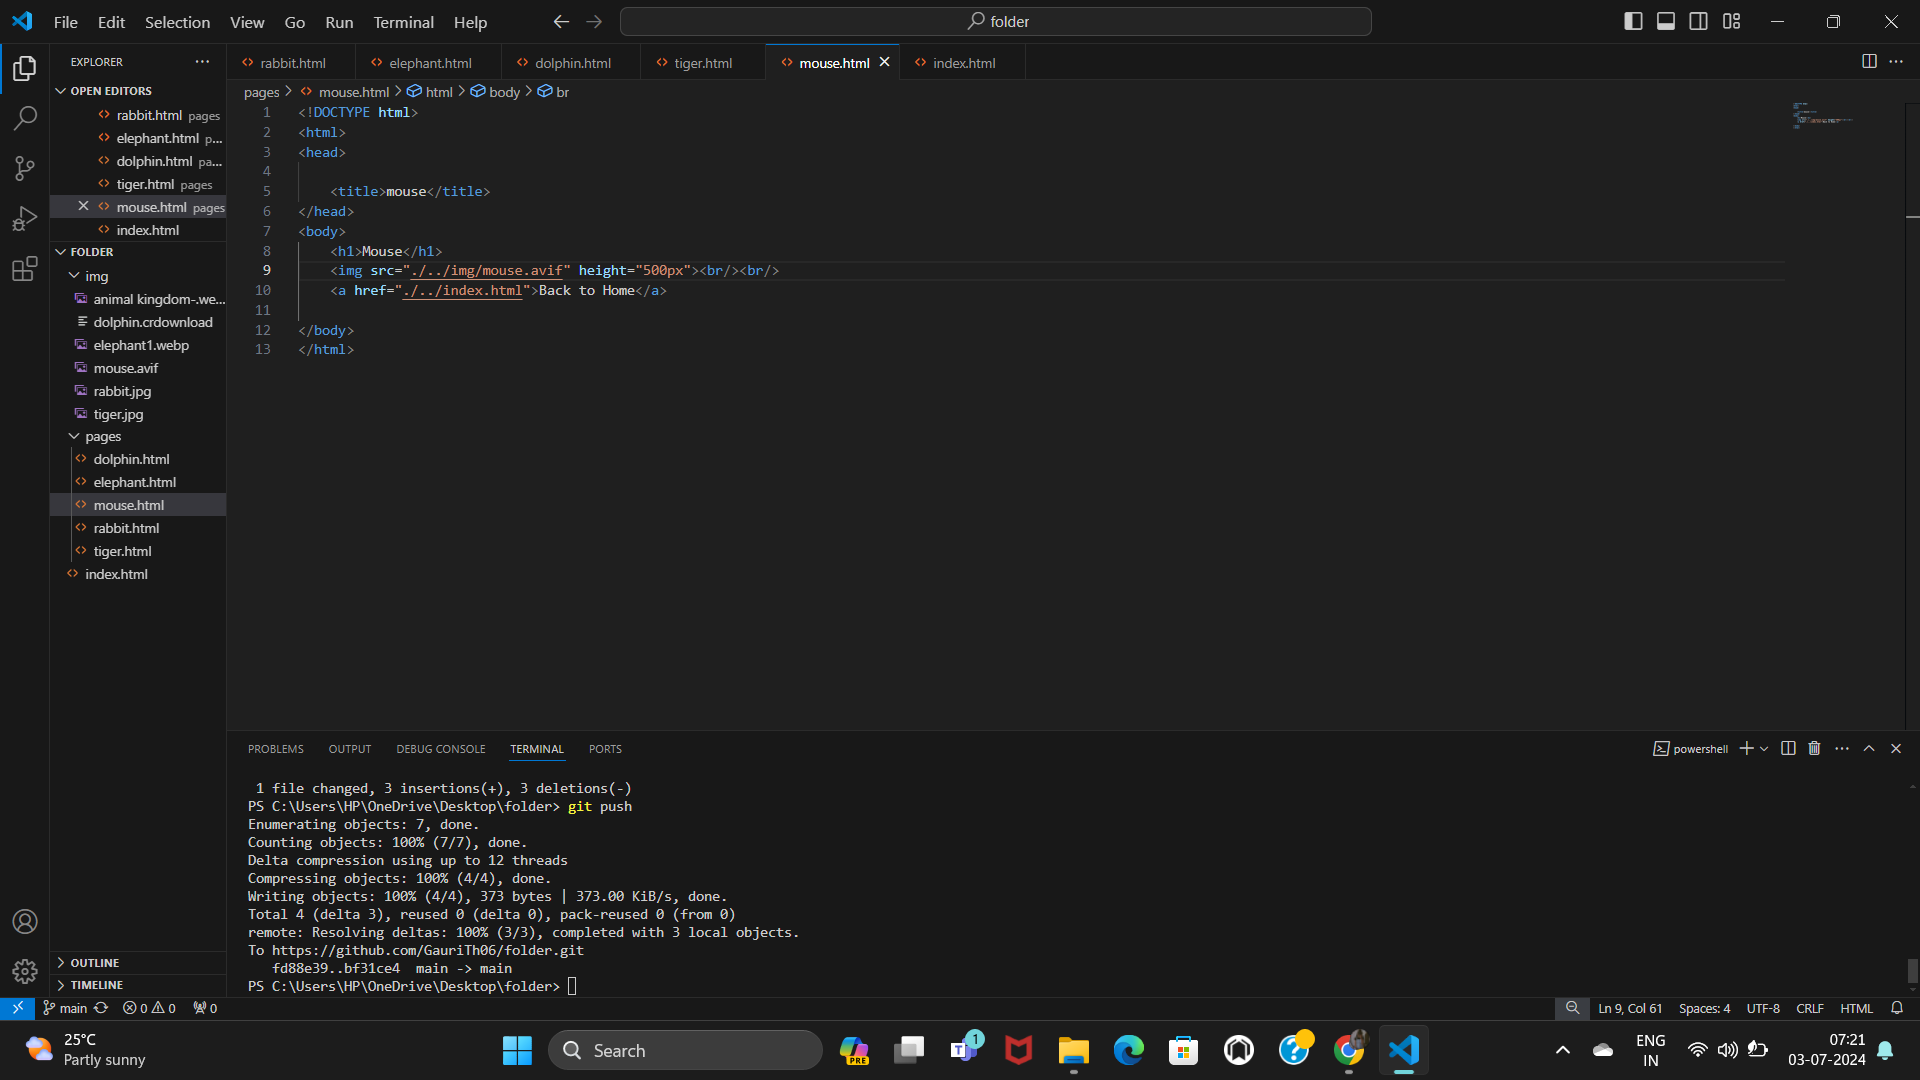 File Edit Selection View Go Run Terminal Help
folder
EXPLORER
OPEN EDITORS
rabbit.html pages
elephant.html p...
dolphin.html pa...
tiger.html pages
mouse.html pages
index.html
FOLDER
img
animal kingdom-.we...
dolphin.crdownload
elephant1.webp
mouse.avif
rabbit.jpg
tiger.jpg
pages
dolphin.html
elephant.html
mouse.html
rabbit.html
tiger.html
index.html
OUTLINE
TIMELINE
rabbit.html elephant.html dolphin.html tiger.html mouse.html index.html
pages > mouse.html > html > body > br
1 <!DOCTYPE html>
2 <html>
3 <head>
4
5 <title>mouse</title>
6 </head>
7 <body>
8 <h1>Mouse</h1>
9 <img src="./../img/mouse.avif" height="500px"><br/><br/>
10 <a href="./../index.html">Back to Home</a>
11
12 </body>
13 </html>
PROBLEMS OUTPUT DEBUG CONSOLE TERMINAL PORTS
powershell
1 file changed, 3 insertions(+), 3 deletions(-)
PS C:\Users\HP\OneDrive\Desktop\folder> git push
Enumerating objects: 7, done.
Counting objects: 100% (7/7), done.
Delta compression using up to 12 threads
Compressing objects: 100% (4/4), done.
Writing objects: 100% (4/4), 373 bytes | 373.00 KiB/s, done.
Total 4 (delta 3), reused 0 (delta 0), pack-reused 0 (from 0)
remote: Resolving deltas: 100% (3/3), completed with 3 local objects.
To https://github.com/GauriTh06/folder.git
fd88e39..bf31ce4 main -> main
PS C:\Users\HP\OneDrive\Desktop\folder>
main 0 0 0
Ln 9, Col 61 Spaces: 4 UTF-8 CRLF HTML
25°C
Partly sunny
Search
PRE
1
ENG
IN
07:21
03-07-2024